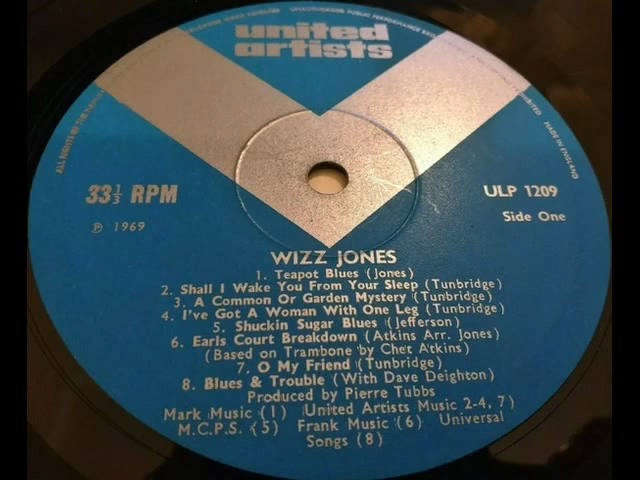 united
artists
33⅓ RPM
ULP 1209
℗ 1969
Side One
MADE IN ENGLAND
WIZZ JONES
1. Teapot Blues (Jones)
2. Shall I Wake You From Your Sleep (Tunbridge)
3. A Common Or Garden Mystery (Tunbridge)
4. I've Got A Woman With One Leg (Tunbridge)
5. Shuckin Sugar Blues (Jefferson)
6. Earls Court Breakdown (Atkins Arr. Jones)
(Based on Trambone by Chet Atkins)
7. O My Friend (Tunbridge)
8. Blues & Trouble (With Dave Deighton)
Produced by Pierre Tubbs
Mark Music (1) United Artists Music 2-4, 7)
M.C.P.S. (5) Frank Music (6) Universal
Songs (8)